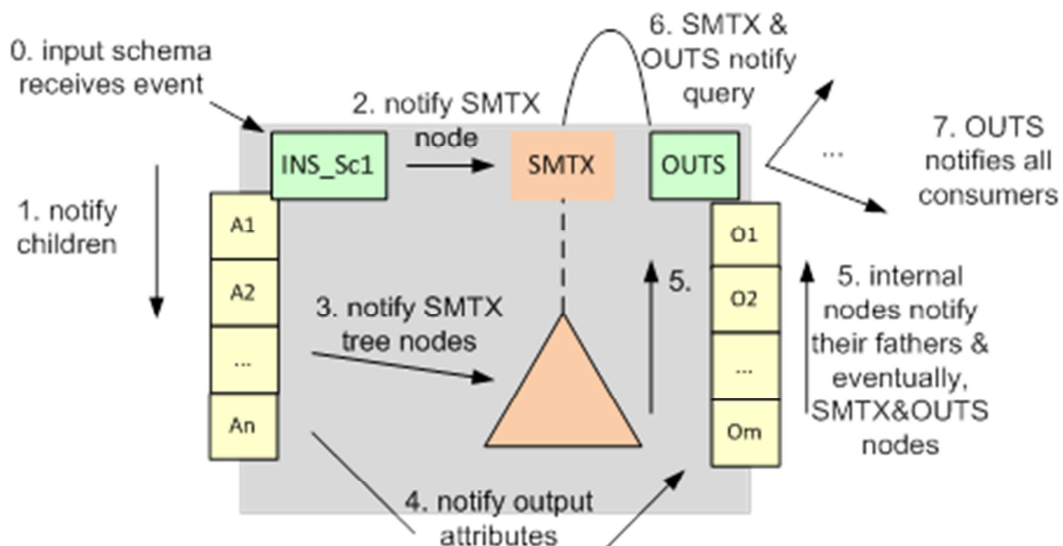 0. input schema
receives event
6. SMTX &
OUTS notify
query
2. notify SMTX
node
7. OUTS
notifies all
consumers
...
INS_Sc1
SMTX
OUTS
1. notify
children
A1
A2
...
An
3. notify SMTX
tree nodes
5.
O1
O2
...
Om
5. internal
nodes notify
their fathers &
eventually,
SMTX&OUTS
nodes
4. notify output
attributes